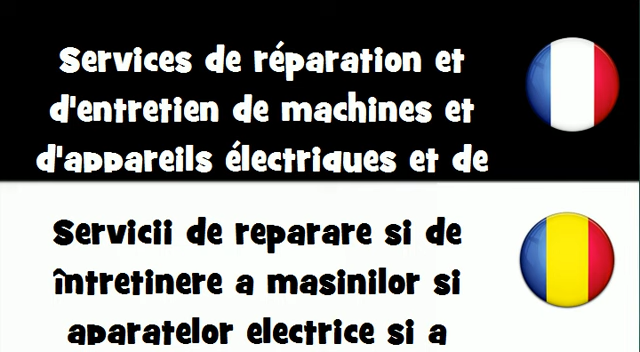 Services de réparation et
d'entretien de machines et
d'appareils électriques et de
Servicii de reparare si de
întretinere a masinilor si
aparatelor electrice si a